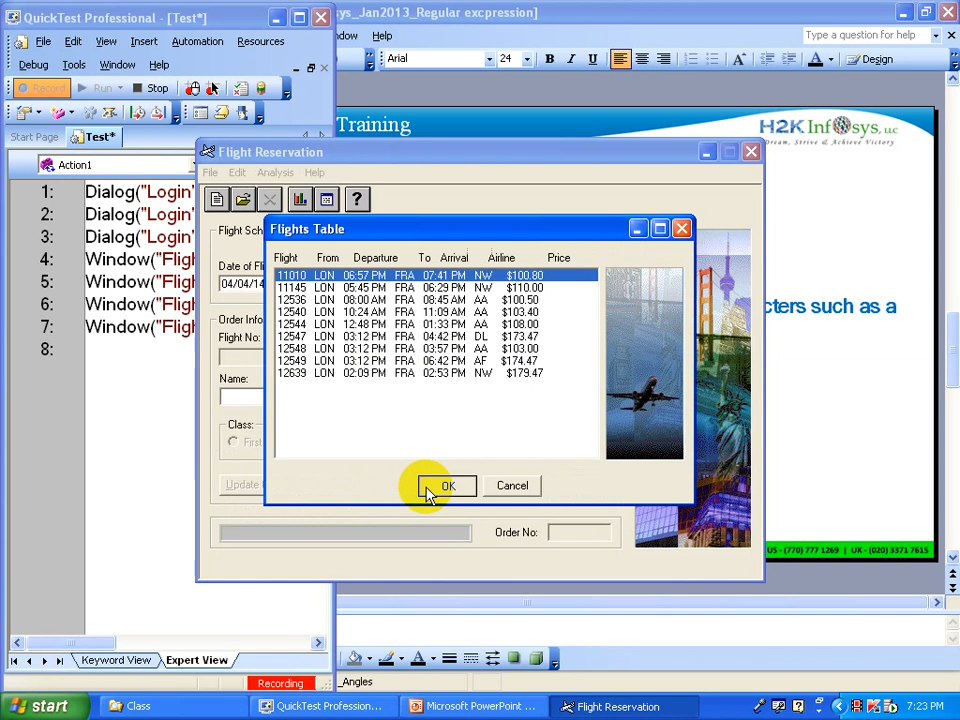 QuickTest Professional - [Test*]
sys_Jan2013_Regular excpression]
File Edit View Insert Automation Resources
Debug Tools Window Help
Record Run Stop
Start Page Test*
Action1
1: Dialog("Login"
2: Dialog("Login"
3: Dialog("Login"
4: Window("Flig
5: Window("Flig
6: Window("Flig
7: Window("Flig
8:
Keyword View Expert View
Recording
Help
Type a question for help
Arial 24 B I U A A Design
Training
H2K Infosys, LLC
Dream, Strive & Achieve Victory
cters such as a
US - (770) 777 1269 | UK - (020) 3371 7615
_Angles
Flight Reservation
File Edit Analysis Help
?
Flight Sch
Date of Fli
04/04/14
Order Info
Flight No:
Name:
Class:
First
Update
Order No:
Flights Table
Flight From Departure To Arrival Airline Price
11010 LON 06:57 PM FRA 07:41 PM NW $100.80
11145 LON 05:45 PM FRA 06:29 PM NW $110.00
12536 LON 08:00 AM FRA 08:45 AM AA $100.50
12540 LON 10:24 AM FRA 11:09 AM AA $103.40
12544 LON 12:48 PM FRA 01:33 PM AA $108.00
12547 LON 03:12 PM FRA 04:42 PM DL $173.47
12548 LON 03:12 PM FRA 03:57 PM AA $103.00
12549 LON 03:12 PM FRA 06:42 PM AF $174.47
12639 LON 02:09 PM FRA 02:53 PM NW $179.47
OK Cancel
start Class QuickTest Professional... Microsoft PowerPoint ... Flight Reservation 7:23 PM